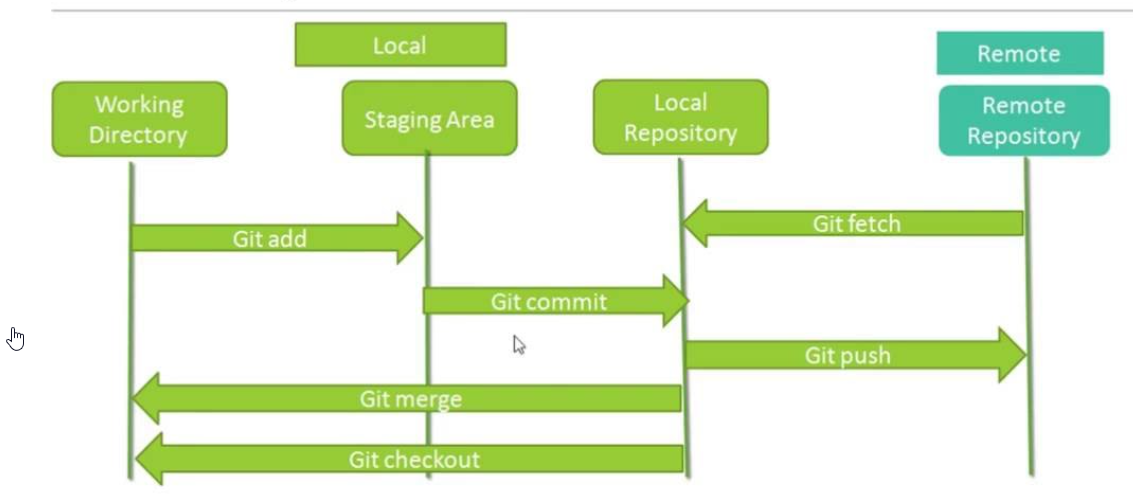 Local
Remote
Working
Directory
Staging Area
Local
Repository
Remote
Repository
Git add
Git fetch
Git commit
Git push
Git merge
Git checkout